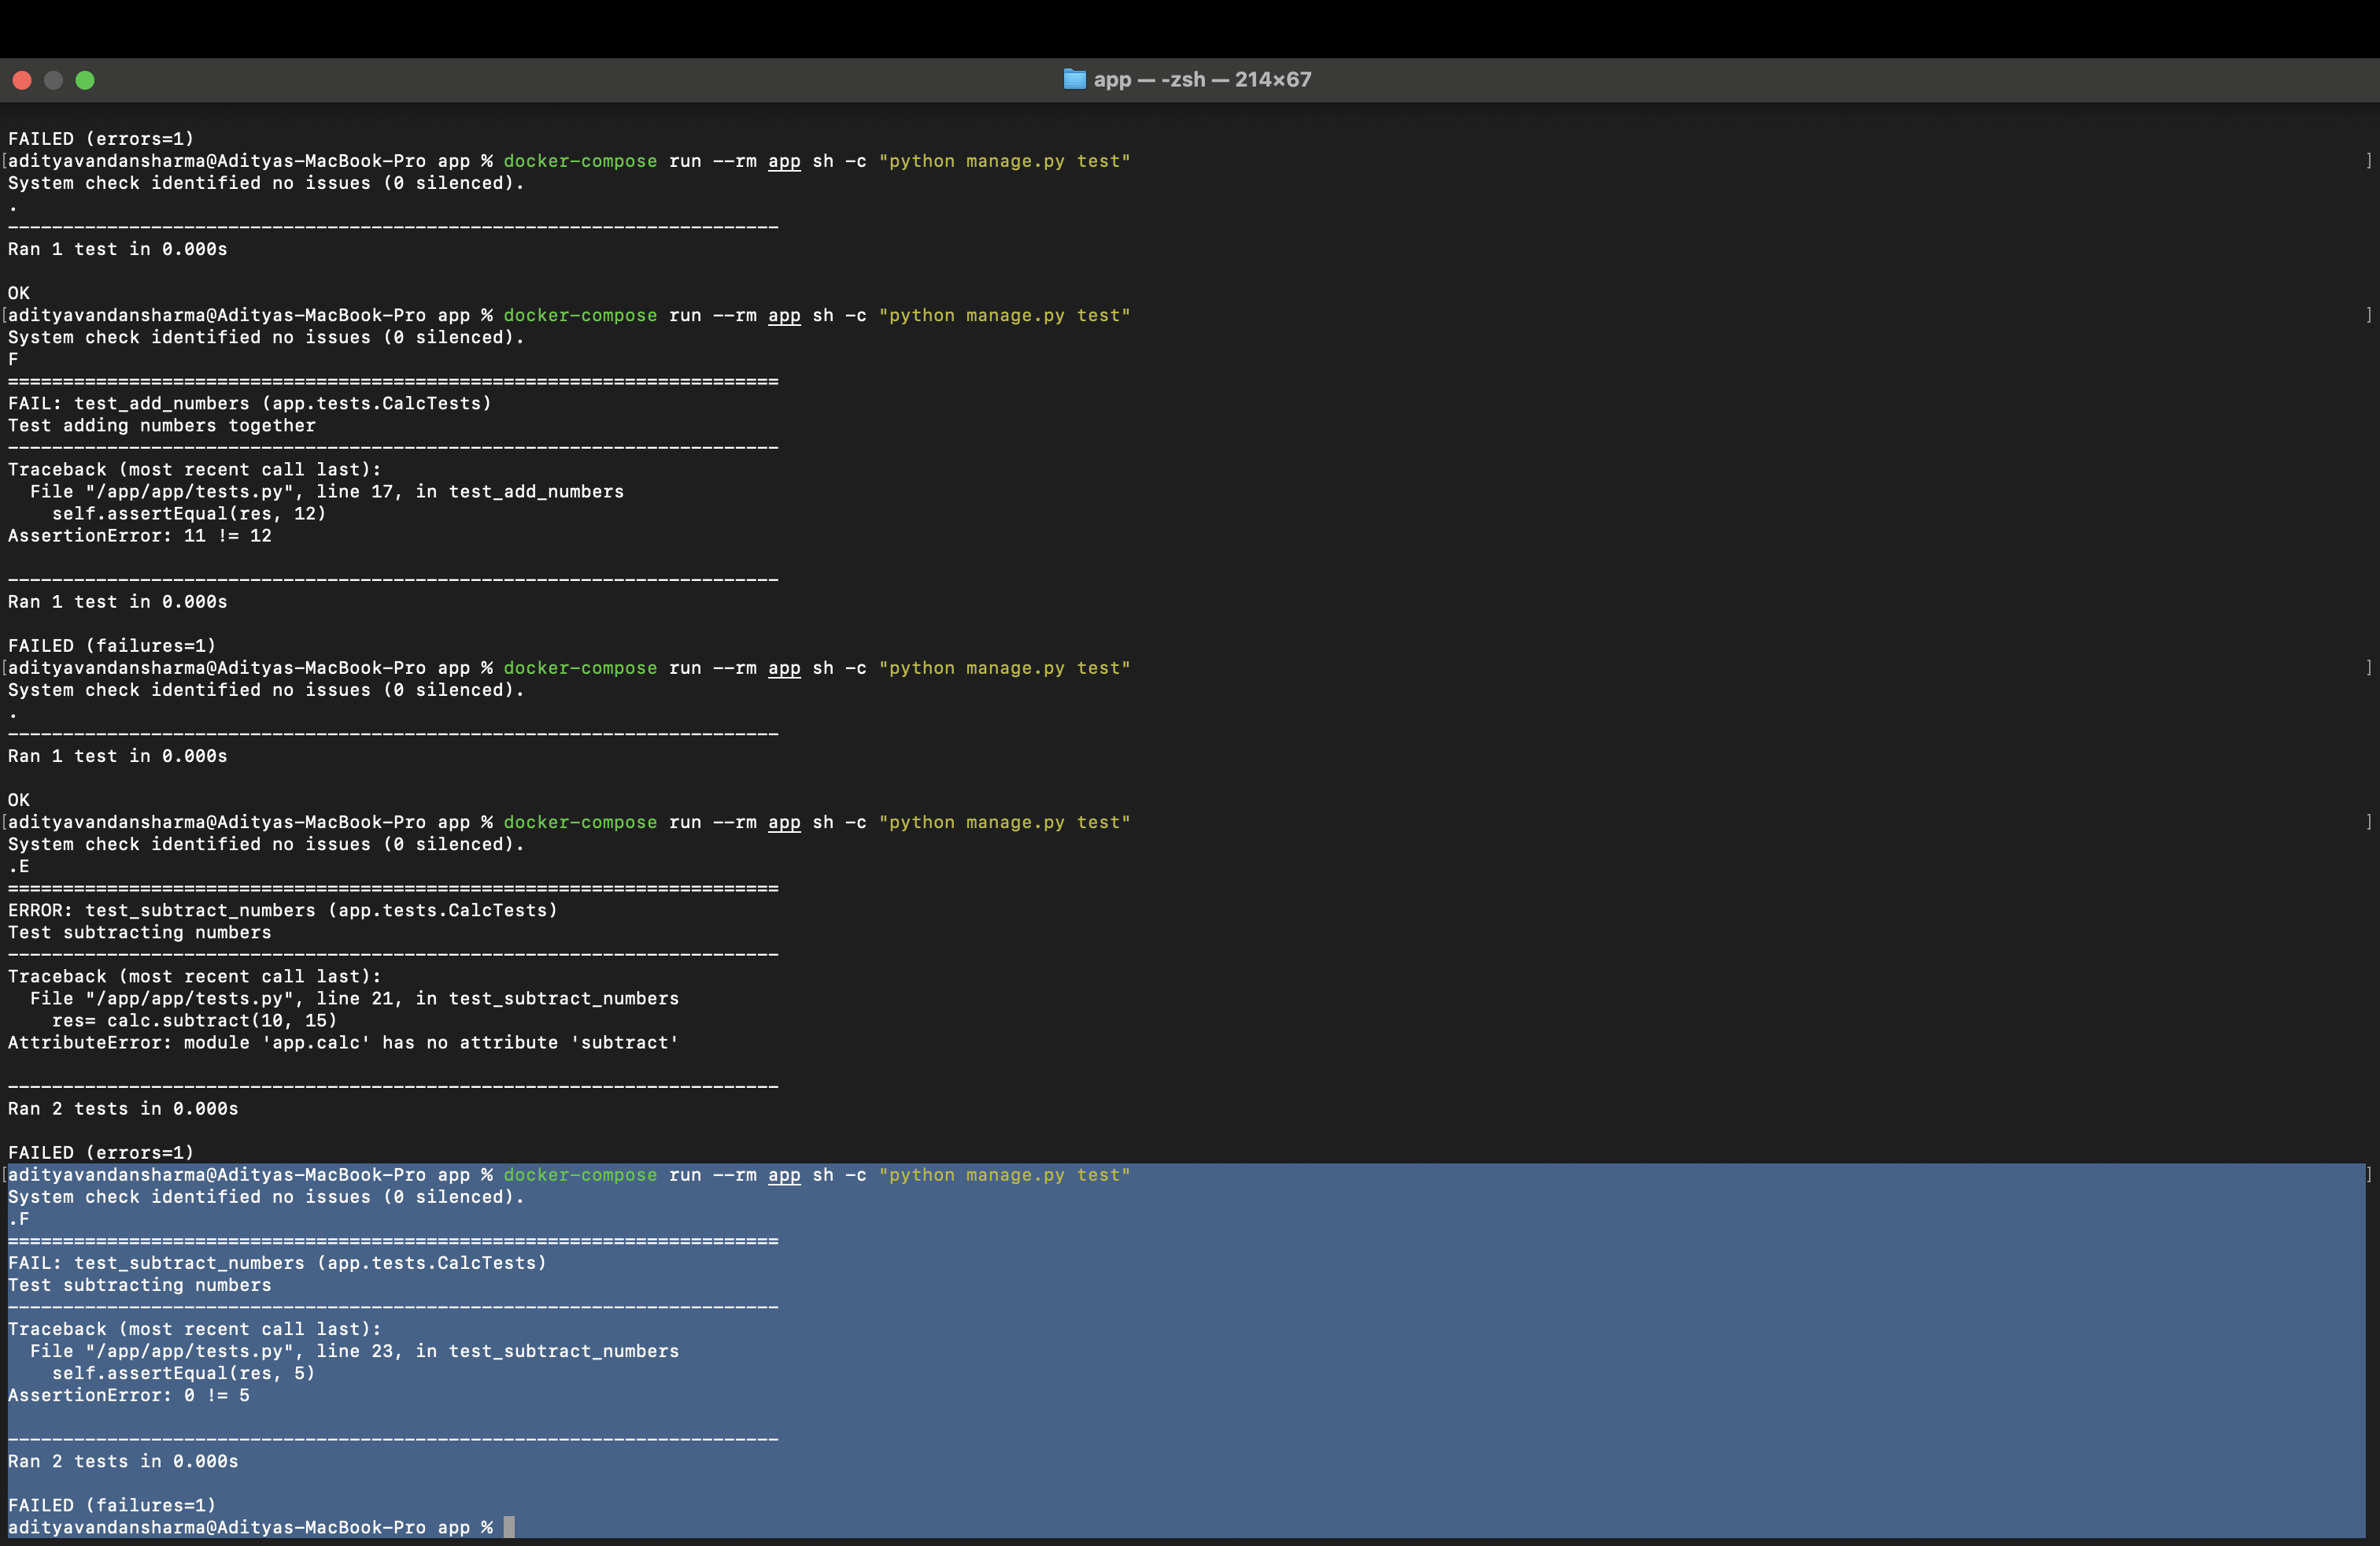 app — -zsh — 214×67
FAILED (errors=1)
[adityavandansharma@Adityas-MacBook-Pro app % docker-compose run --rm app sh -c "python manage.py test" ]
System check identified no issues (0 silenced).
.
----------------------------------------------------------------------
Ran 1 test in 0.000s
OK
[adityavandansharma@Adityas-MacBook-Pro app % docker-compose run --rm app sh -c "python manage.py test" ]
System check identified no issues (0 silenced).
F
======================================================================
FAIL: test_add_numbers (app.tests.CalcTests)
Test adding numbers together
----------------------------------------------------------------------
Traceback (most recent call last):
  File "/app/app/tests.py", line 17, in test_add_numbers
    self.assertEqual(res, 12)
AssertionError: 11 != 12
----------------------------------------------------------------------
Ran 1 test in 0.000s
FAILED (failures=1)
[adityavandansharma@Adityas-MacBook-Pro app % docker-compose run --rm app sh -c "python manage.py test" ]
System check identified no issues (0 silenced).
.
----------------------------------------------------------------------
Ran 1 test in 0.000s
OK
[adityavandansharma@Adityas-MacBook-Pro app % docker-compose run --rm app sh -c "python manage.py test" ]
System check identified no issues (0 silenced).
.E
======================================================================
ERROR: test_subtract_numbers (app.tests.CalcTests)
Test subtracting numbers
----------------------------------------------------------------------
Traceback (most recent call last):
  File "/app/app/tests.py", line 21, in test_subtract_numbers
    res= calc.subtract(10, 15)
AttributeError: module 'app.calc' has no attribute 'subtract'
----------------------------------------------------------------------
Ran 2 tests in 0.000s
FAILED (errors=1)
[adityavandansharma@Adityas-MacBook-Pro app % docker-compose run --rm app sh -c "python manage.py test" ]
System check identified no issues (0 silenced).
.F
======================================================================
FAIL: test_subtract_numbers (app.tests.CalcTests)
Test subtracting numbers
----------------------------------------------------------------------
Traceback (most recent call last):
  File "/app/app/tests.py", line 23, in test_subtract_numbers
    self.assertEqual(res, 5)
AssertionError: 0 != 5
----------------------------------------------------------------------
Ran 2 tests in 0.000s
FAILED (failures=1)
adityavandansharma@Adityas-MacBook-Pro app %